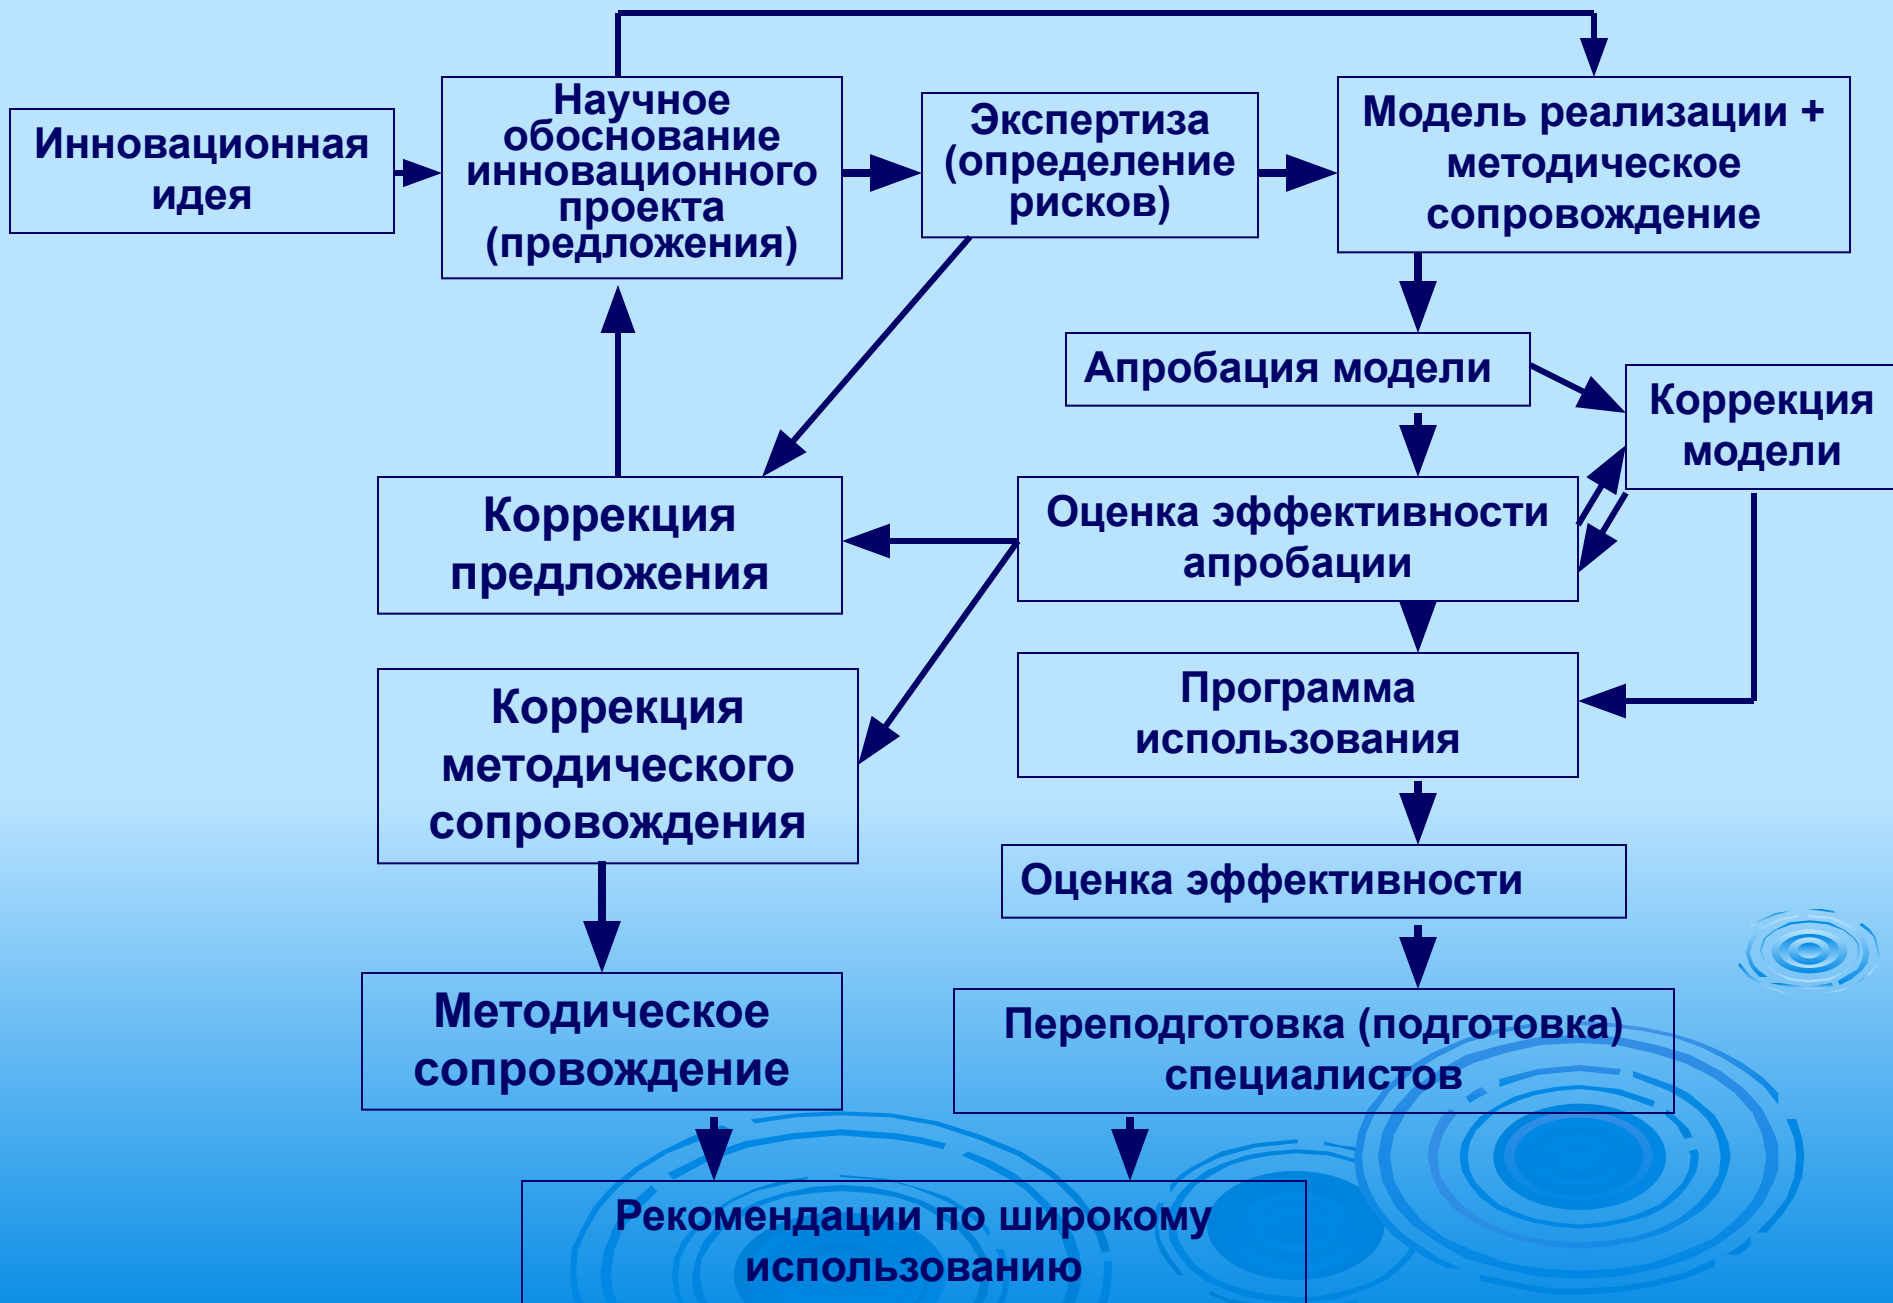 Инновационная
идея
Научное
обоснование
инновационного
проекта
(предложения)
Экспертиза
(определение
рисков)
Модель реализации +
методическое
сопровождение
Апробация модели
Коррекция
модели
Коррекция
предложения
Оценка эффективности
апробации
Коррекция
методического
сопровождения
Программа
использования
Оценка эффективности
Методическое
сопровождение
Переподготовка (подготовка)
специалистов
Рекомендации по широкому
использованию